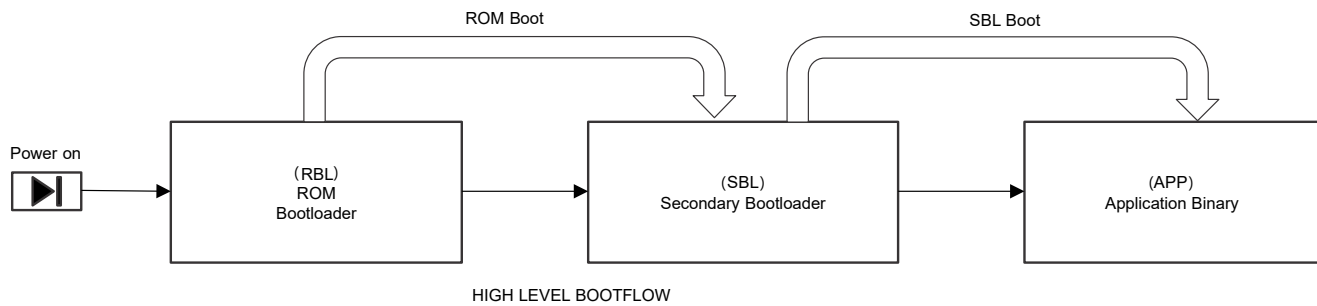 ROM Boot
SBL Boot
Power on
(RBL)
ROM
Bootloader
(SBL)
Secondary Bootloader
(APP)
Application Binary
HIGH LEVEL BOOTFLOW